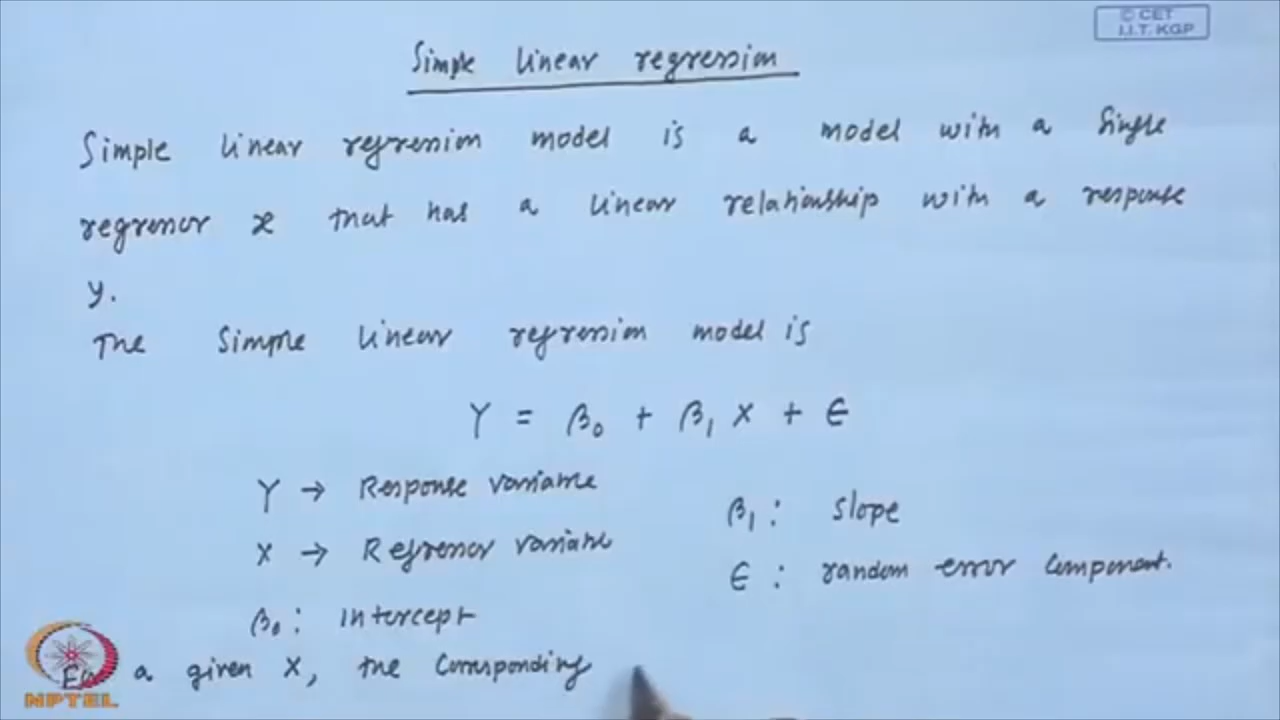 © CET
I.I.T. KGP
Simple linear regression
Simple linear regression model is a model with a single
regressor x that has a linear relationship with a response
y.
The simple linear regression model is
Y = β₀ + β₁ X + ε
Y → Response variable
X → Regressor variable
β₀ : intercept
β₁ : slope
ε : random error component.
For a given X, the corresponding
NPTEL